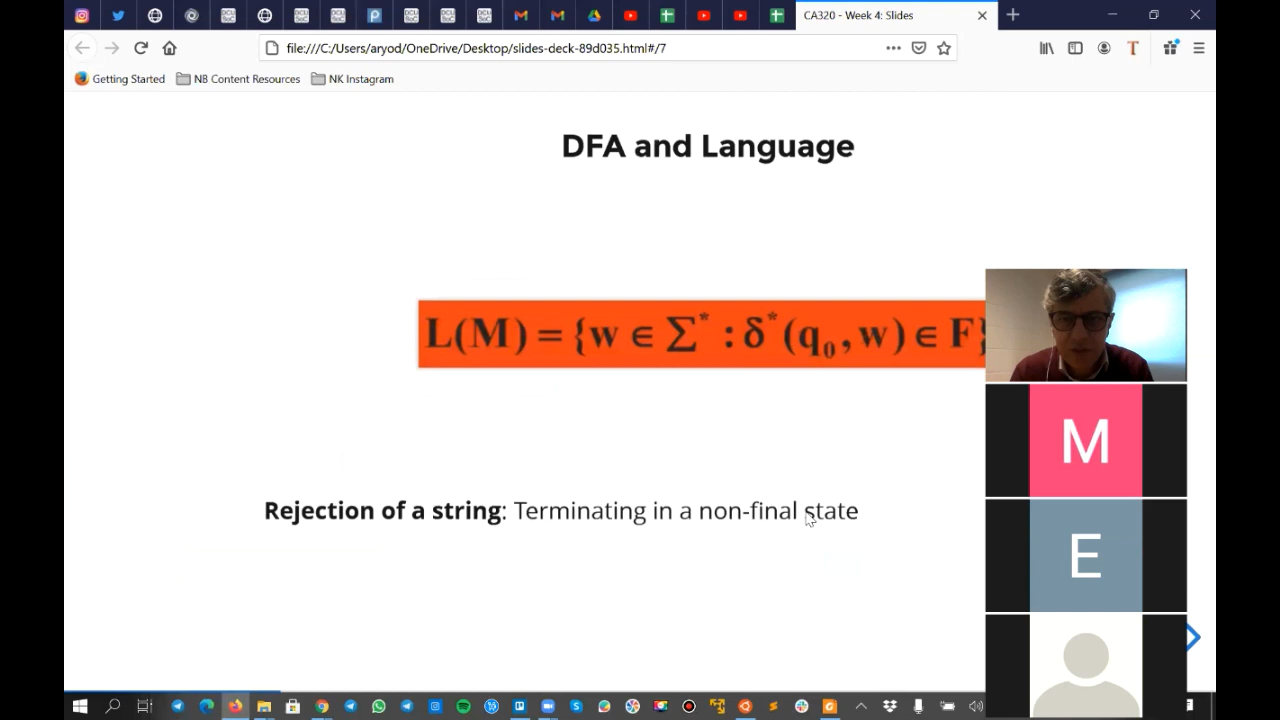 CA320 - Week 4: Slides
file:///C:/Users/aryod/OneDrive/Desktop/slides-deck-89d035.html#/7
Getting Started
NB Content Resources
NK Instagram
DFA and Language
L(M) = {w ∈ Σ* : δ*(q₀, w) ∈ F}
Rejection of a string: Terminating in a non-final state
M
E